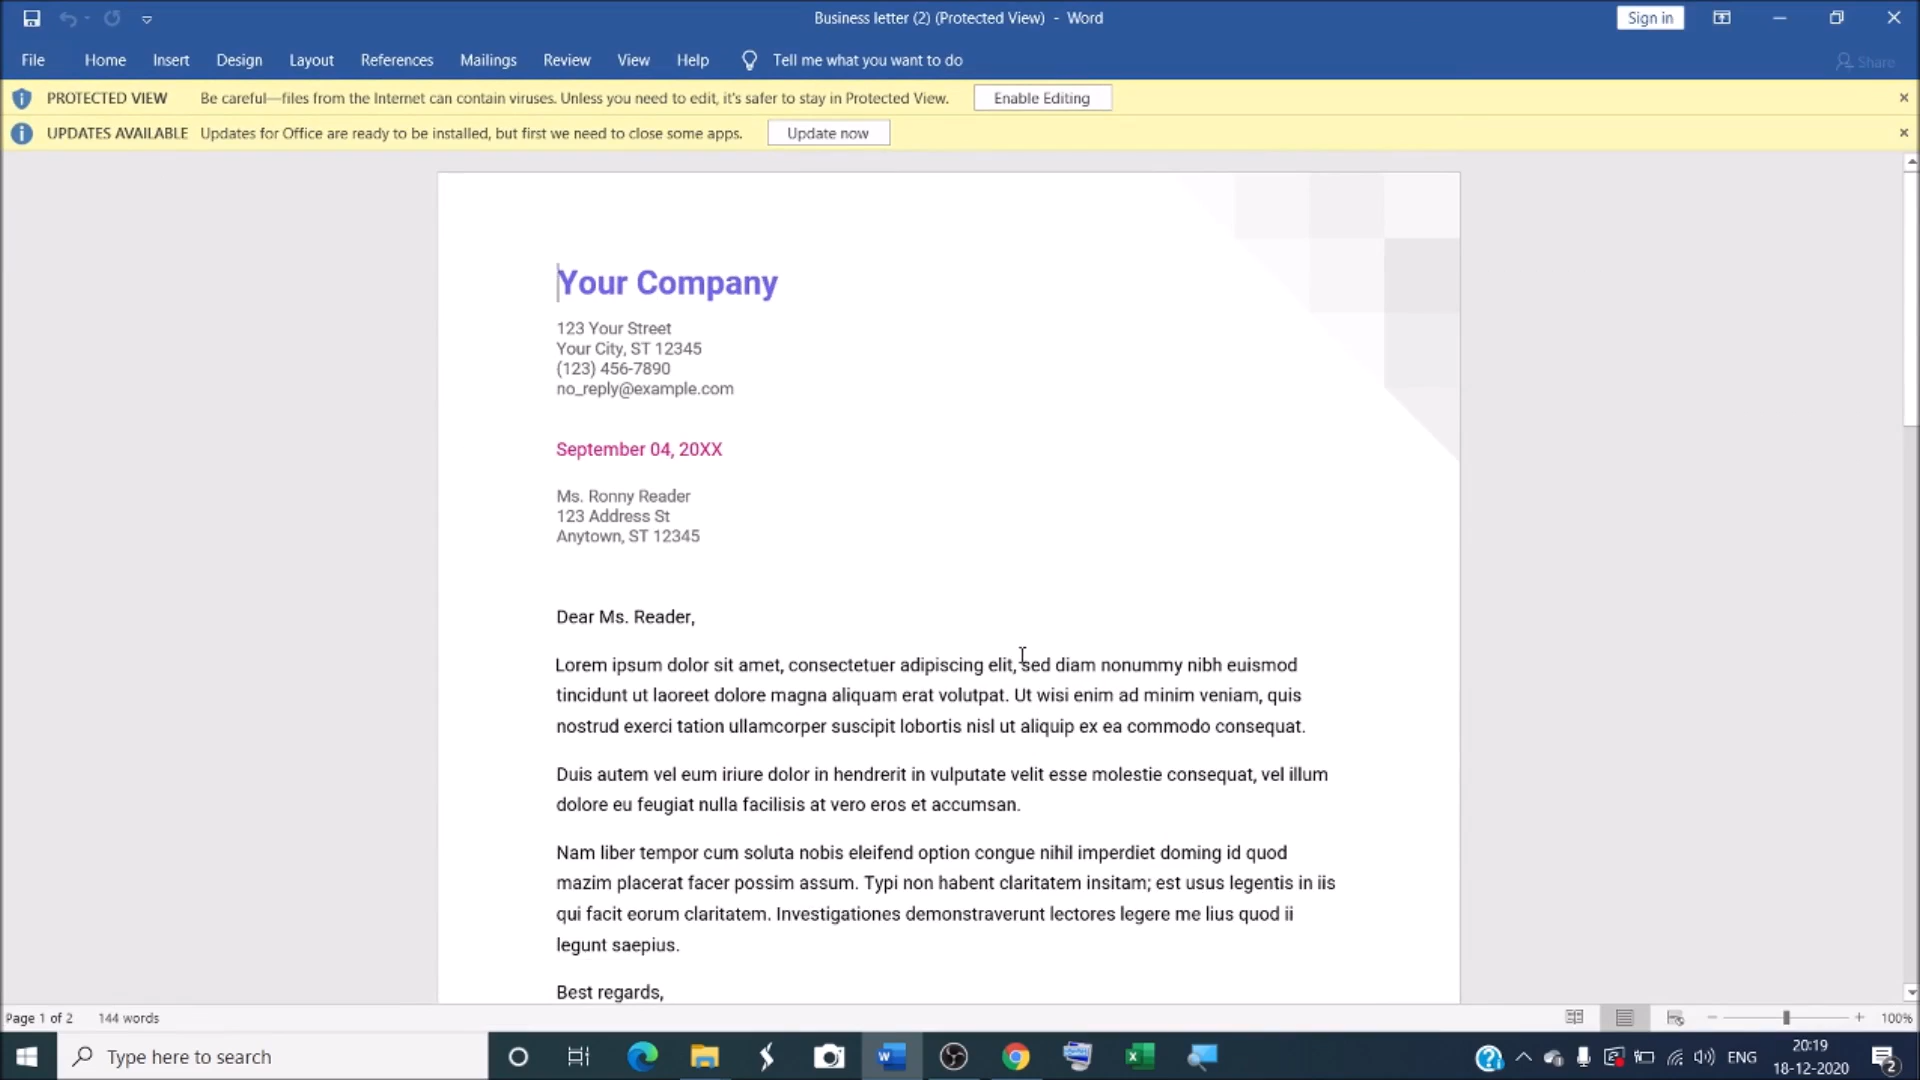 Business letter (2) (Protected View) - Word
Sign in
File Home Insert Design Layout References Mailings Review View Help Tell me what you want to do Share
PROTECTED VIEW Be careful—files from the Internet can contain viruses. Unless you need to edit, it's safer to stay in Protected View. Enable Editing
UPDATES AVAILABLE Updates for Office are ready to be installed, but first we need to close some apps. Update now
Your Company
123 Your Street
Your City, ST 12345
(123) 456-7890
no_reply@example.com
September 04, 20XX
Ms. Ronny Reader
123 Address St
Anytown, ST 12345
Dear Ms. Reader,
Lorem ipsum dolor sit amet, consectetuer adipiscing elit, sed diam nonummy nibh euismod
tincidunt ut laoreet dolore magna aliquam erat volutpat. Ut wisi enim ad minim veniam, quis
nostrud exerci tation ullamcorper suscipit lobortis nisl ut aliquip ex ea commodo consequat.
Duis autem vel eum iriure dolor in hendrerit in vulputate velit esse molestie consequat, vel illum
dolore eu feugiat nulla facilisis at vero eros et accumsan.
Nam liber tempor cum soluta nobis eleifend option congue nihil imperdiet doming id quod
mazim placerat facer possim assum. Typi non habent claritatem insitam; est usus legentis in iis
qui facit eorum claritatem. Investigationes demonstraverunt lectores legere me lius quod ii
legunt saepius.
Best regards,
Page 1 of 2 144 words 100%
Type here to search
ENG
20:19
18-12-2020
2